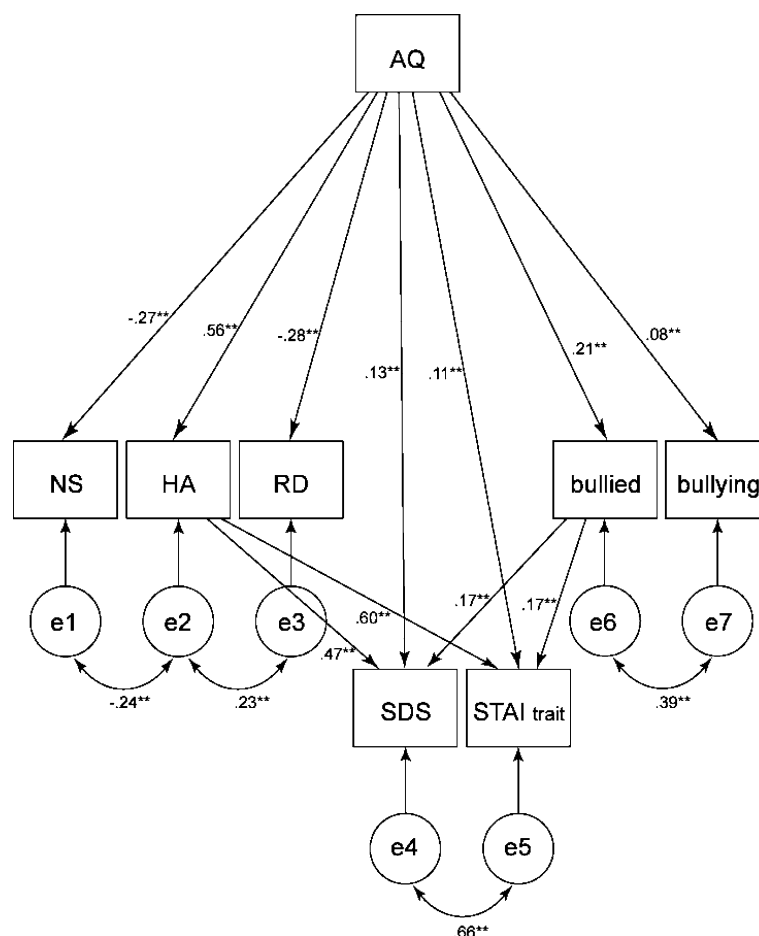 AQ
-.27**
.56**
-.28**
.13**
.11**
.21**
.08**
NS
HA
RD
bullied
bullying
e1
e2
e3
.47**
.60**
.17**
.17**
e6
e7
-.24**
.23**
.39**
SDS
STAI trait
e4
e5
.66**